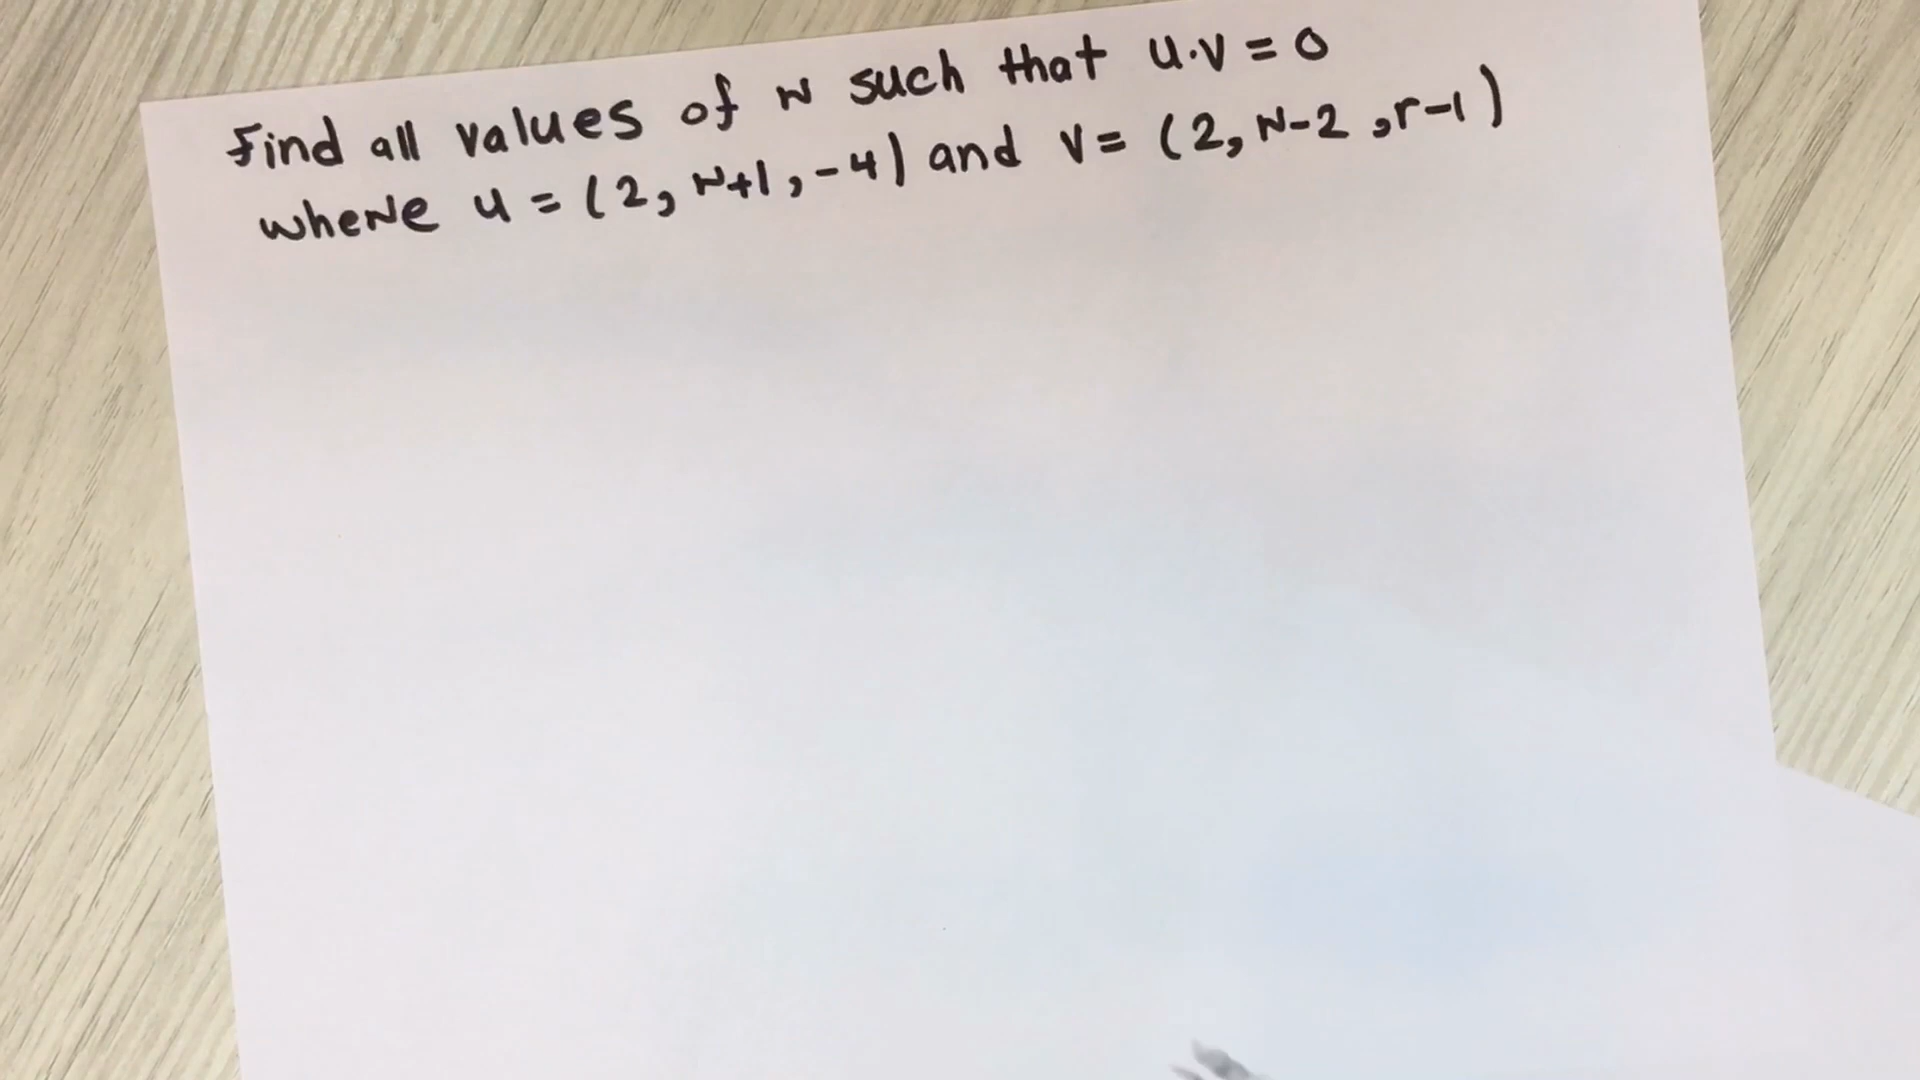 Find all values of r such that u·v = 0
where u = (2, r+1, -4) and v = (2, r-2, r-1)